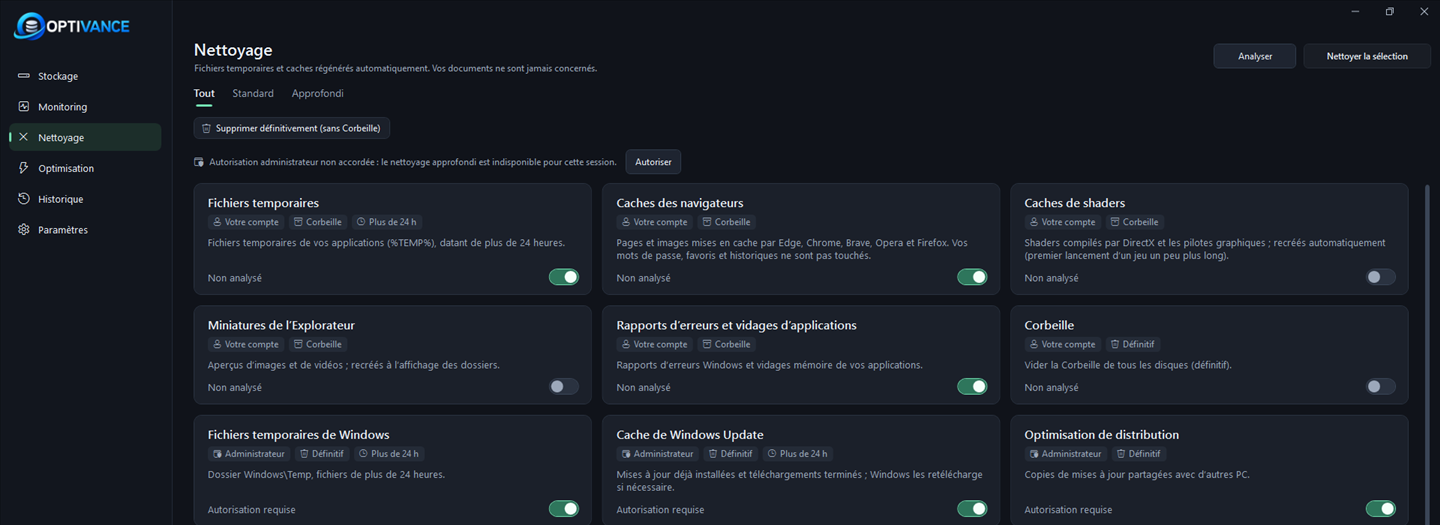 OPTIVANCE
Stockage
Monitoring
Nettoyage
Optimisation
Historique
Paramètres
Nettoyage
Fichiers temporaires et caches régénérés automatiquement. Vos documents ne sont jamais concernés.
Analyser
Nettoyer la sélection
Tout
Standard
Approfondi
Supprimer définitivement (sans Corbeille)
Autorisation administrateur non accordée : le nettoyage approfondi est indisponible pour cette session.
Autoriser
Fichiers temporaires
Votre compte
Corbeille
Plus de 24 h
Fichiers temporaires de vos applications (%TEMP%), datant de plus de 24 heures.
Non analysé
Caches des navigateurs
Votre compte
Corbeille
Pages et images mises en cache par Edge, Chrome, Brave, Opera et Firefox. Vos
mots de passe, favoris et historiques ne sont pas touchés.
Non analysé
Caches de shaders
Votre compte
Corbeille
Shaders compilés par DirectX et les pilotes graphiques ; recréés automatiquement
(premier lancement d'un jeu un peu plus long).
Non analysé
Miniatures de l'Explorateur
Votre compte
Corbeille
Aperçus d'images et de vidéos ; recréés à l'affichage des dossiers.
Non analysé
Rapports d'erreurs et vidages d'applications
Votre compte
Corbeille
Rapports d'erreurs Windows et vidages mémoire de vos applications.
Non analysé
Corbeille
Votre compte
Définitif
Vider la Corbeille de tous les disques (définitif).
Non analysé
Fichiers temporaires de Windows
Administrateur
Définitif
Plus de 24 h
Dossier Windows\Temp, fichiers de plus de 24 heures.
Autorisation requise
Cache de Windows Update
Administrateur
Définitif
Plus de 24 h
Mises à jour déjà installées et téléchargements terminés ; Windows les retélécharge
si nécessaire.
Autorisation requise
Optimisation de distribution
Administrateur
Définitif
Copies de mises à jour partagées avec d'autres PC.
Autorisation requise